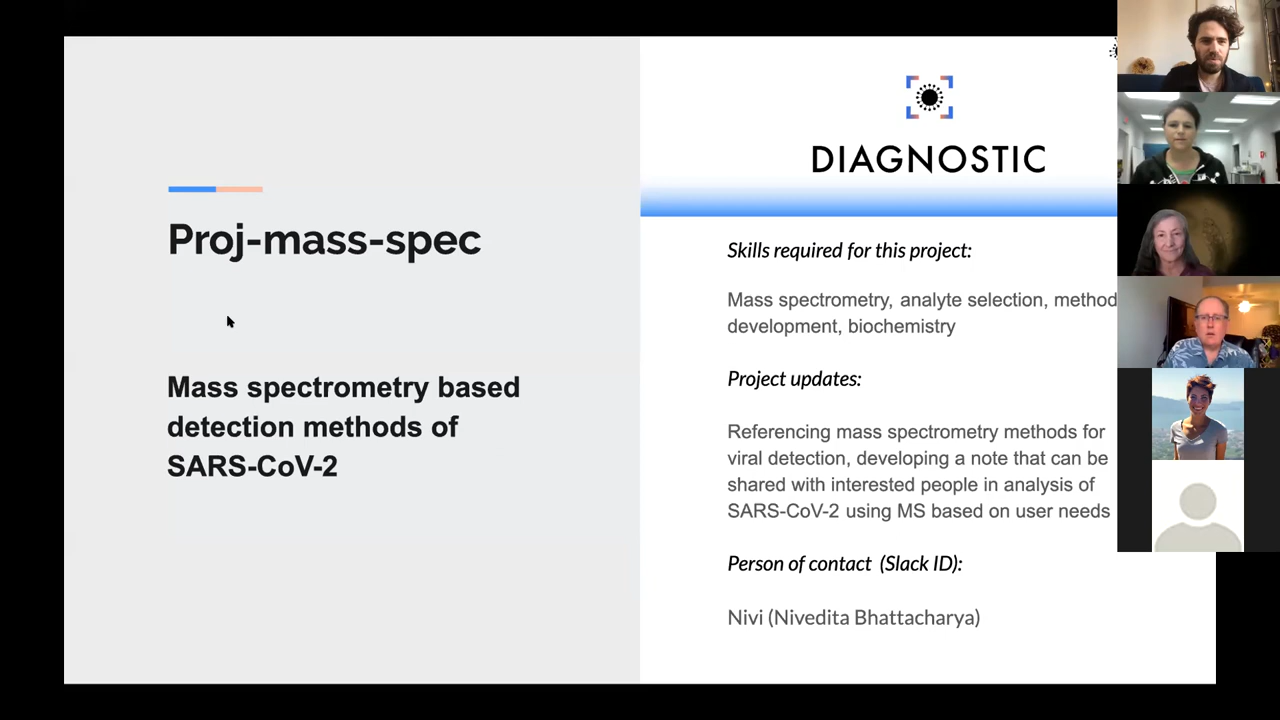 Proj-mass-spec
Mass spectrometry based
detection methods of
SARS-CoV-2
DIAGNOSTIC
Skills required for this project:
Mass spectrometry, analyte selection, method
development, biochemistry
Project updates:
Referencing mass spectrometry methods for
viral detection, developing a note that can be
shared with interested people in analysis of
SARS-CoV-2 using MS based on user needs
Person of contact (Slack ID):
Nivi (Nivedita Bhattacharya)